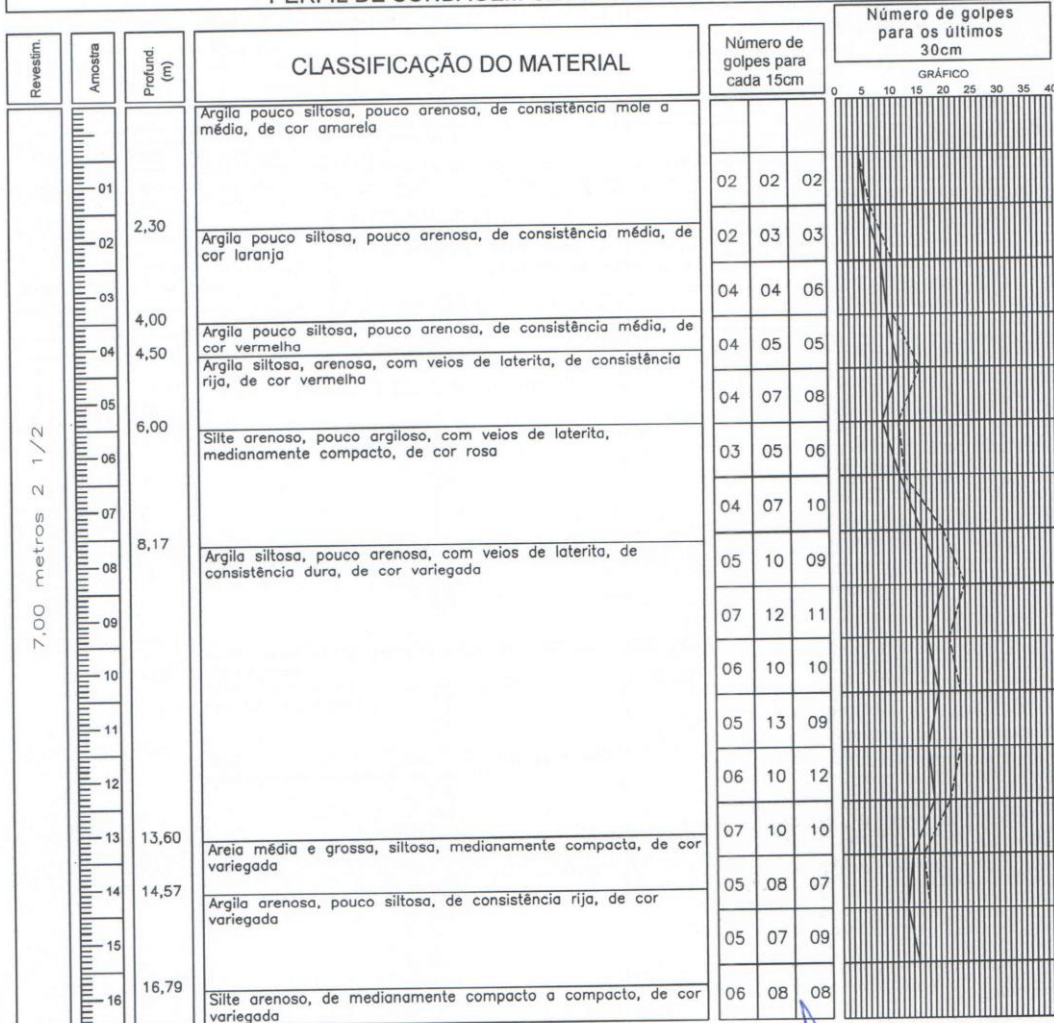 Revestim.
Amostra
Profund.
(m)
CLASSIFICAÇÃO DO MATERIAL
Número de
golpes para
cada 15cm
Número de golpes
para os últimos
30cm
GRÁFICO
0 5 10 15 20 25 30 35 40
7,00 metros 2 1/2
Argila pouco siltosa, pouco arenosa, de consistência mole a
média, de cor amarela
01 02 02 02
2,30
Argila pouco siltosa, pouco arenosa, de consistência média, de
cor laranja
02 02 03 03
03 04 04 06
4,00
Argila pouco siltosa, pouco arenosa, de consistência média, de
cor vermelha
04 04 05 05
4,50
Argila siltosa, arenosa, com veios de laterita, de consistência
rija, de cor vermelha
05 04 07 08
6,00
Silte arenoso, pouco argiloso, com veios de laterita,
medianamente compacto, de cor rosa
06 03 05 06
07 04 07 10
8,17
Argila siltosa, pouco arenosa, com veios de laterita, de
consistência dura, de cor variegada
08 05 10 09
09 07 12 11
10 06 10 10
11 05 13 09
12 06 10 12
13 07 10 10
13,60
Areia média e grossa, siltosa, medianamente compacta, de cor
variegada
14 05 08 07
14,57
Argila arenosa, pouco siltosa, de consistência rija, de cor
variegada
15 05 07 09
16,79
Silte arenoso, de medianamente compacto a compacto, de cor
variegada
16 06 08 08